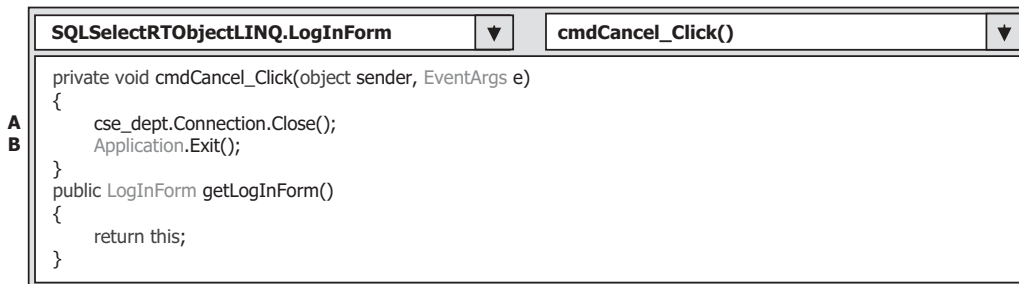 SQLSelectRTObjectLINQ.LogInForm cmdCancel_Click()
private void cmdCancel_Click(object sender, EventArgs e)
{
A cse_dept.Connection.Close();
B Application.Exit();
}
public LogInForm getLogInForm()
{
return this;
}